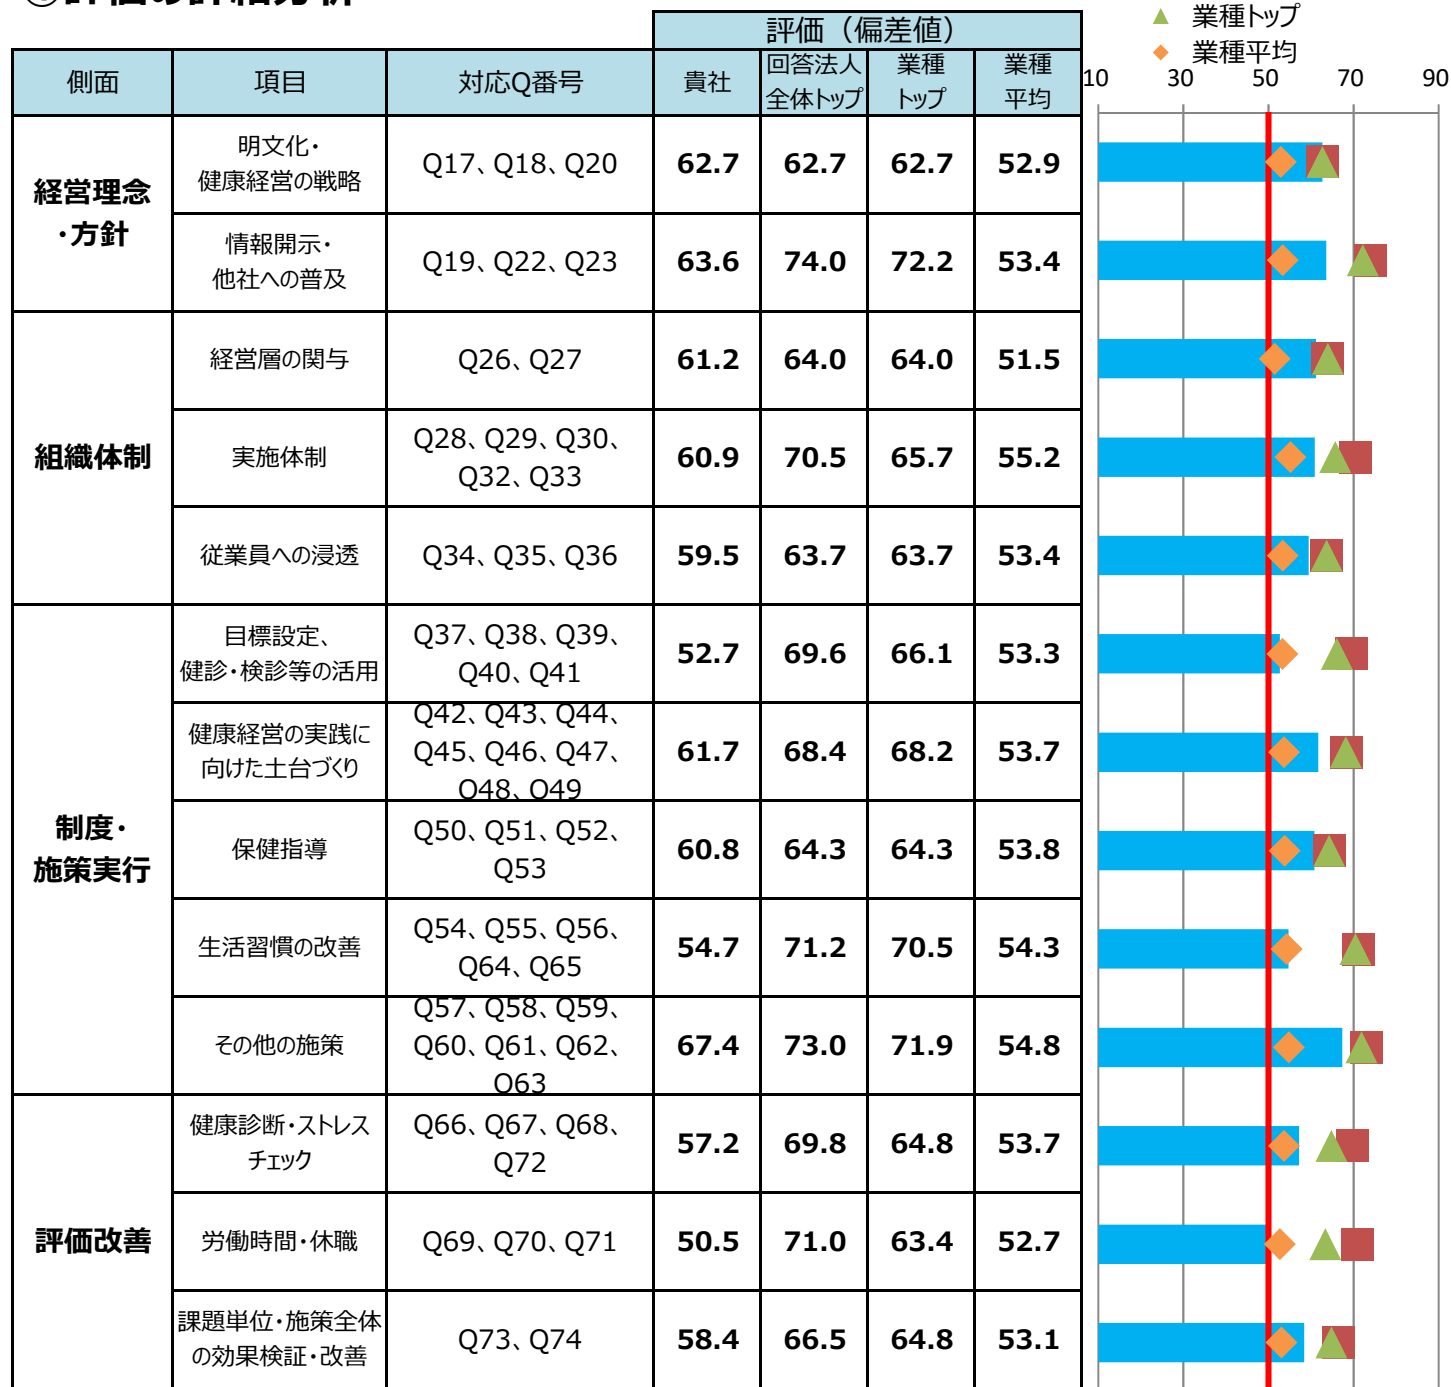 評価の詳細分析
▲ 業種トップ
◆ 業種平均
評価（偏差値）
側面 項目 対応Q番号 貴社 回答法人全体トップ 業種トップ 業種平均
10 30 50 70 90
経営理念
・方針
明文化・
健康経営の戦略
Q17、Q18、Q20
62.7 62.7 62.7 52.9
情報開示・
他社への普及
Q19、Q22、Q23
63.6 74.0 72.2 53.4
組織体制
経営層の関与
Q26、Q27
61.2 64.0 64.0 51.5
実施体制
Q28、Q29、Q30、
Q32、Q33
60.9 70.5 65.7 55.2
従業員への浸透
Q34、Q35、Q36
59.5 63.7 63.7 53.4
制度・
施策実行
目標設定、
健診・検診等の活用
Q37、Q38、Q39、
Q40、Q41
52.7 69.6 66.1 53.3
健康経営の実践に
向けた土台づくり
Q42、Q43、Q44、
Q45、Q46、Q47、
Q48、Q49
61.7 68.4 68.2 53.7
保健指導
Q50、Q51、Q52、
Q53
60.8 64.3 64.3 53.8
生活習慣の改善
Q54、Q55、Q56、
Q64、Q65
54.7 71.2 70.5 54.3
その他の施策
Q57、Q58、Q59、
Q60、Q61、Q62、
Q63
67.4 73.0 71.9 54.8
評価改善
健康診断・ストレス
チェック
Q66、Q67、Q68、
Q72
57.2 69.8 64.8 53.7
労働時間・休職
Q69、Q70、Q71
50.5 71.0 63.4 52.7
課題単位・施策全体
の効果検証・改善
Q73、Q74
58.4 66.5 64.8 53.1